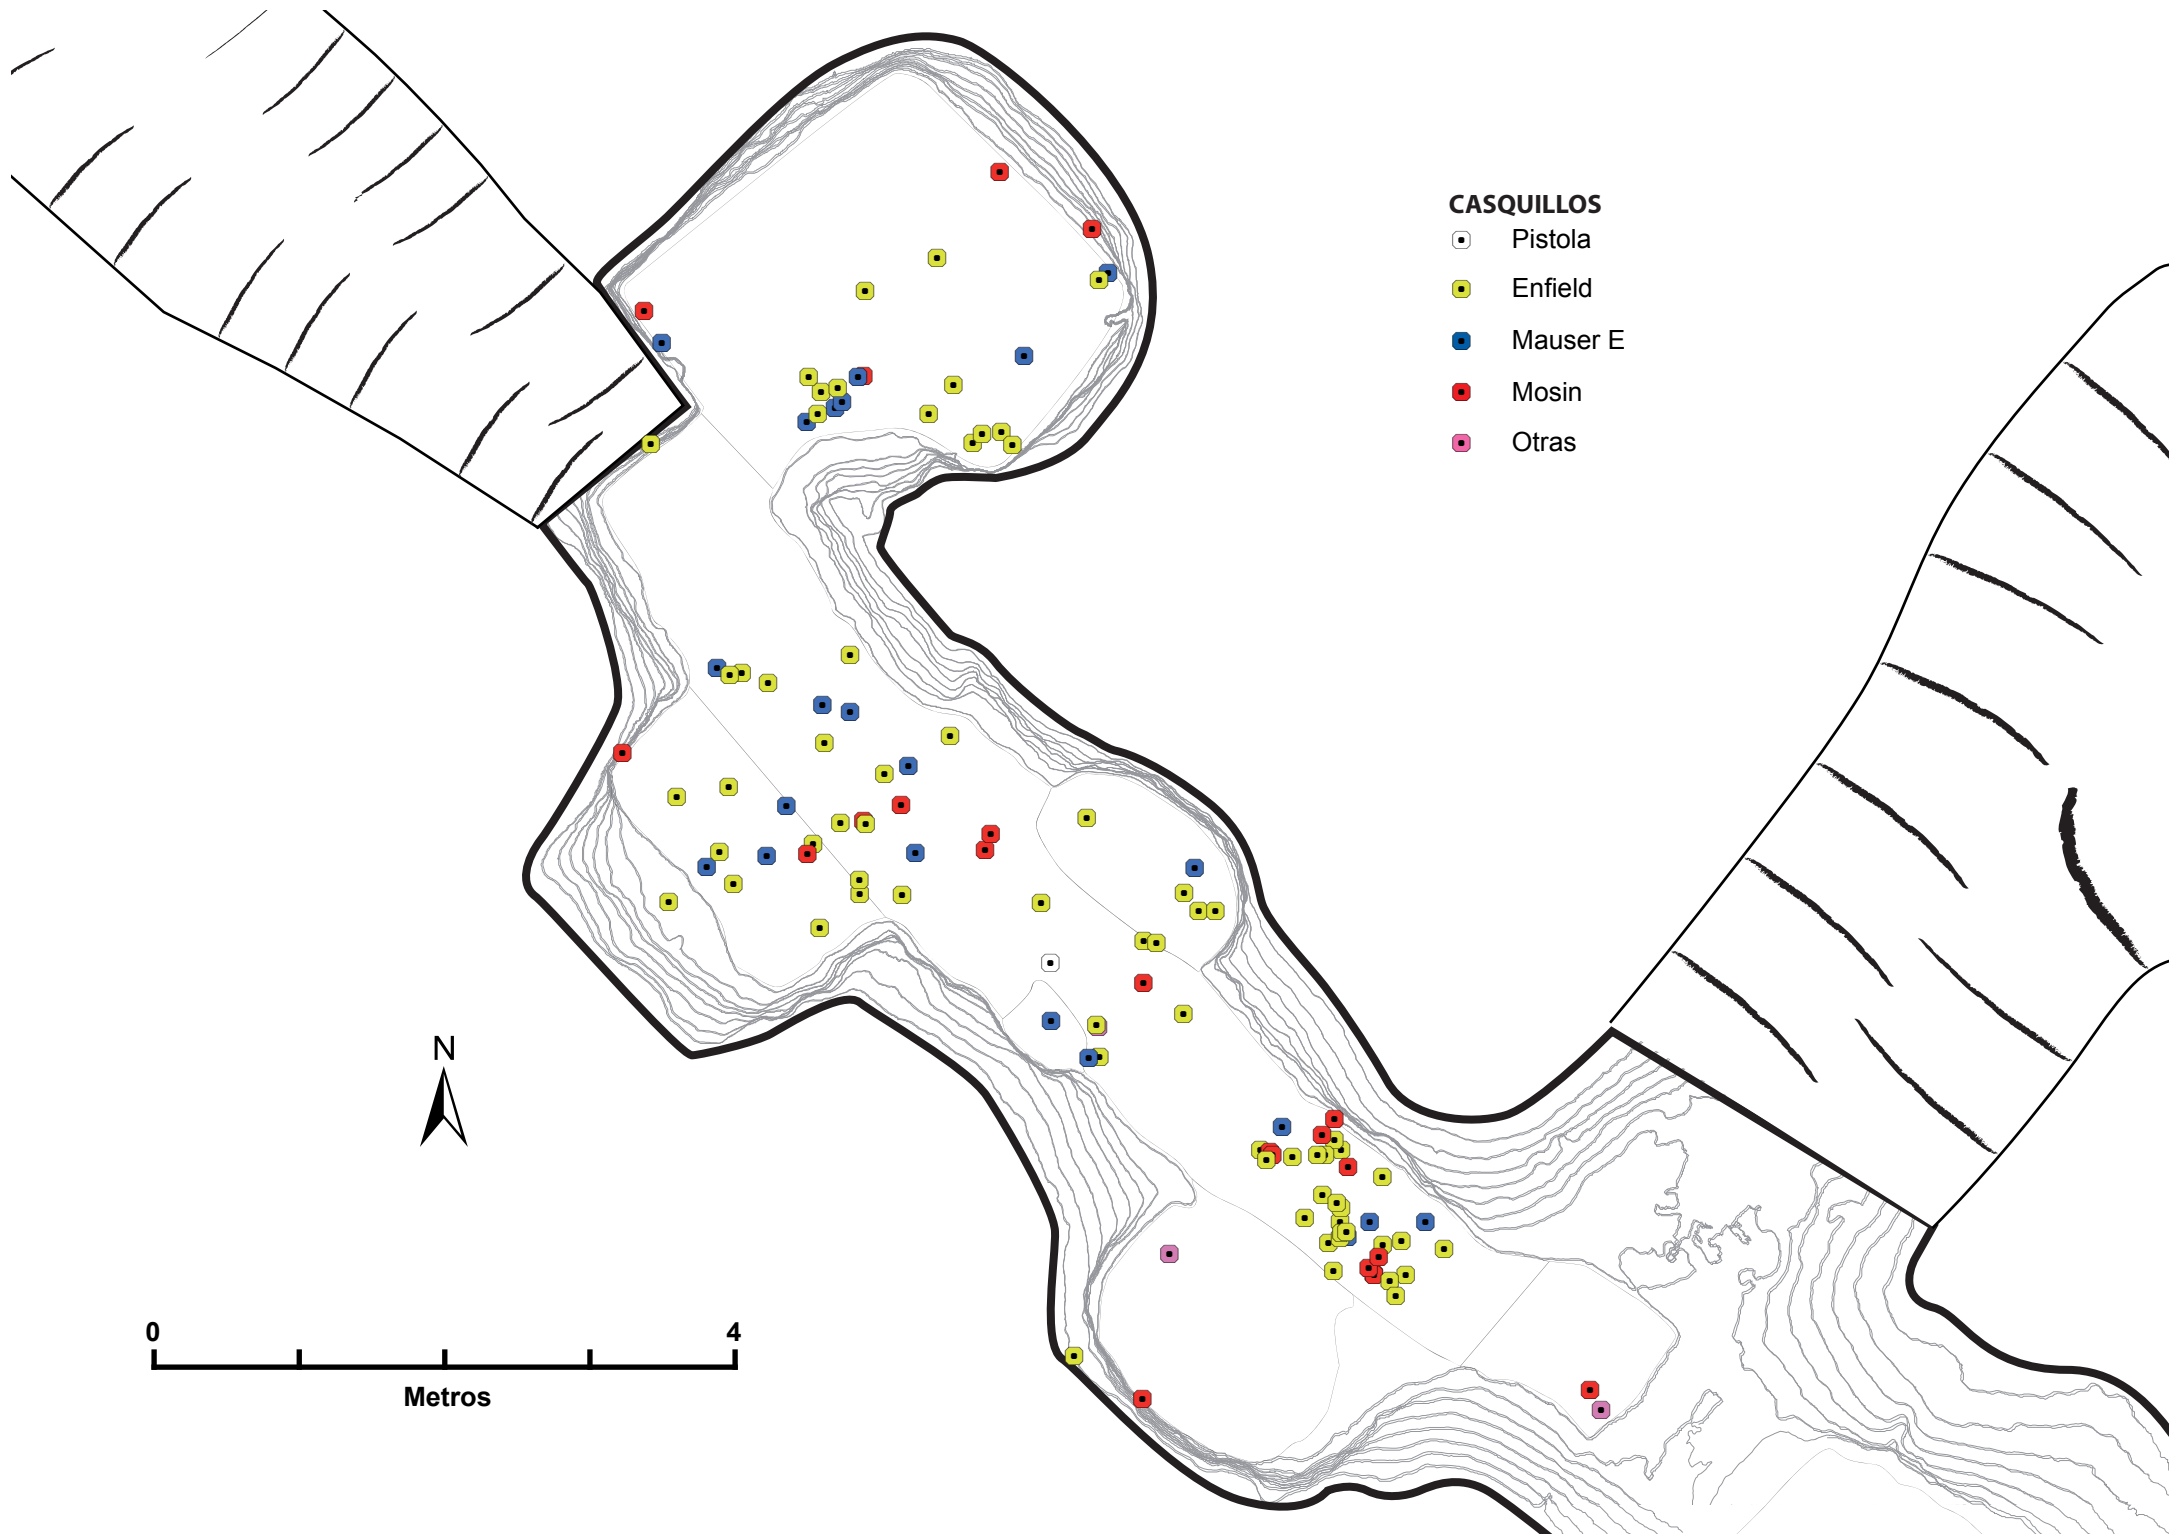 CASQUILLOS
Pistola
Enfield
Mauser E
Mosin
Otras
N
0 4
Metros